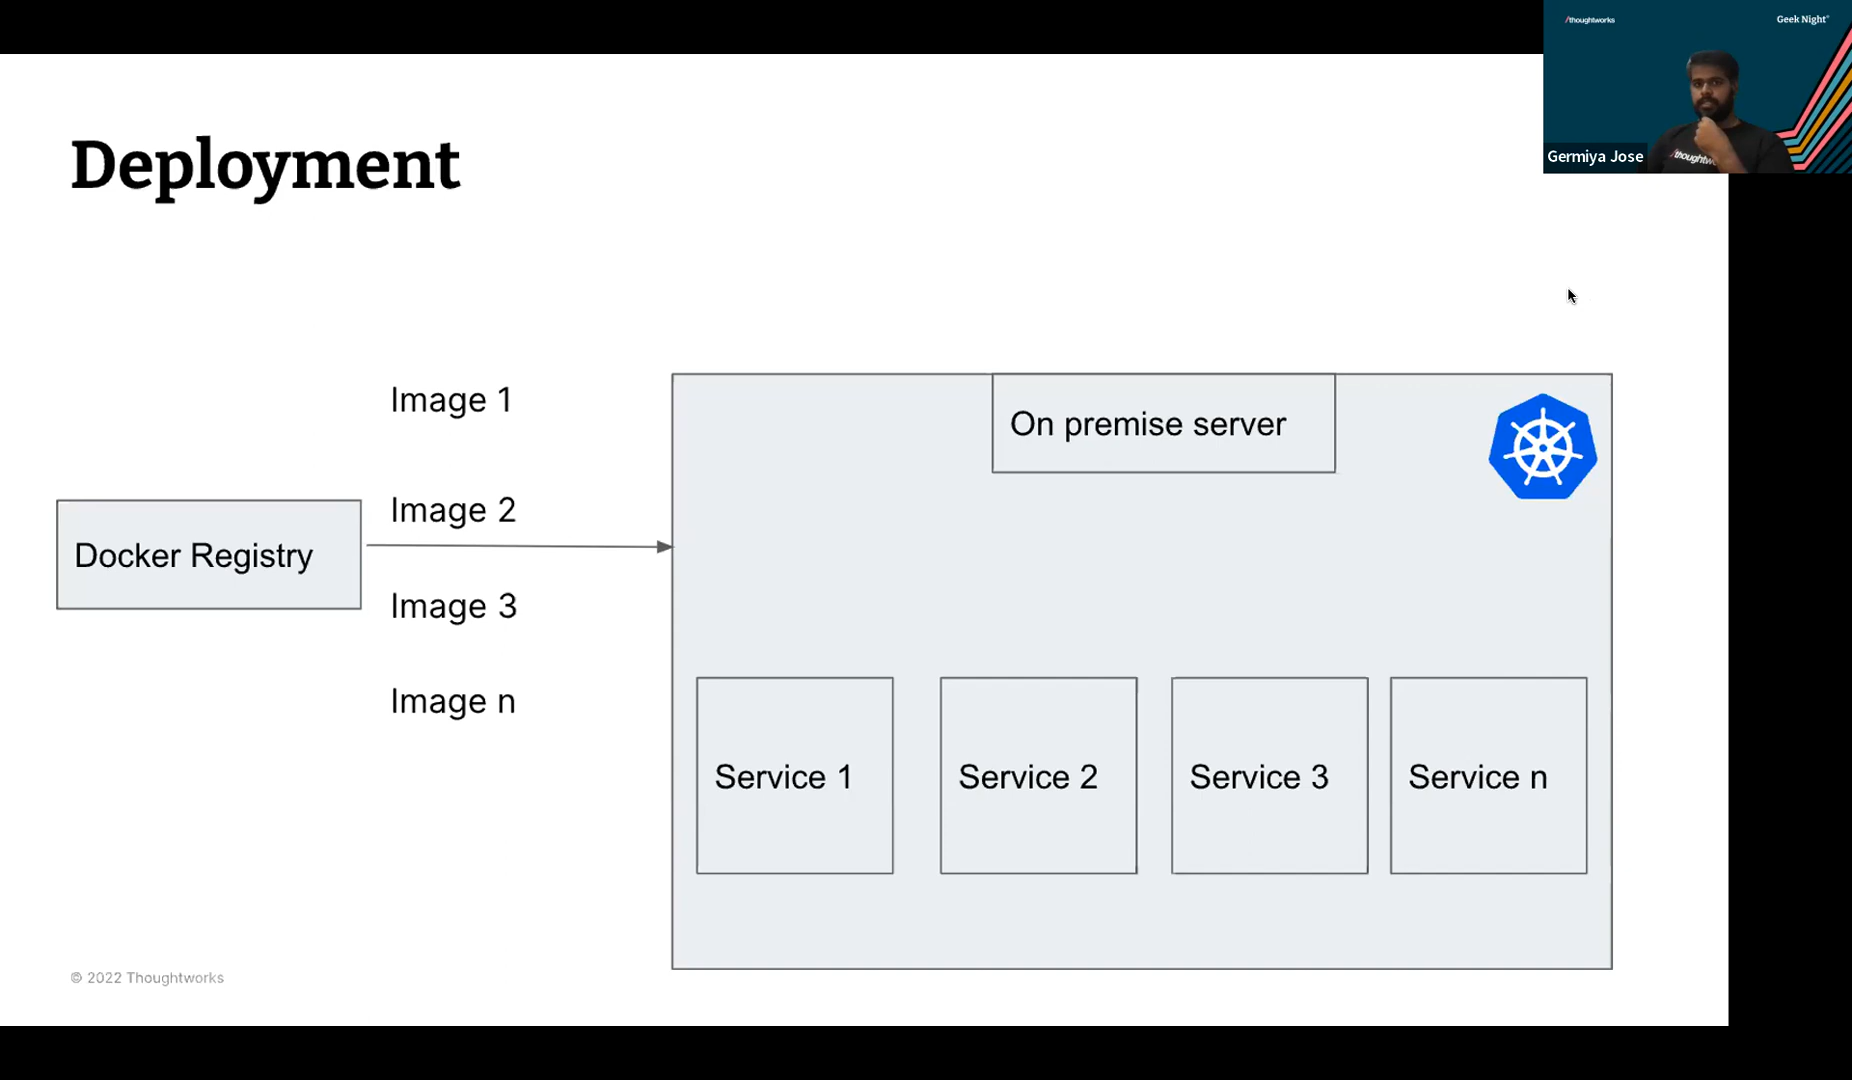 /thoughtworks
Geek Night
Germiya Jose
/thoughtw
Deployment
Image 1
On premise server
Image 2
Docker Registry
Image 3
Image n
Service 1
Service 2
Service 3
Service n
© 2022 Thoughtworks